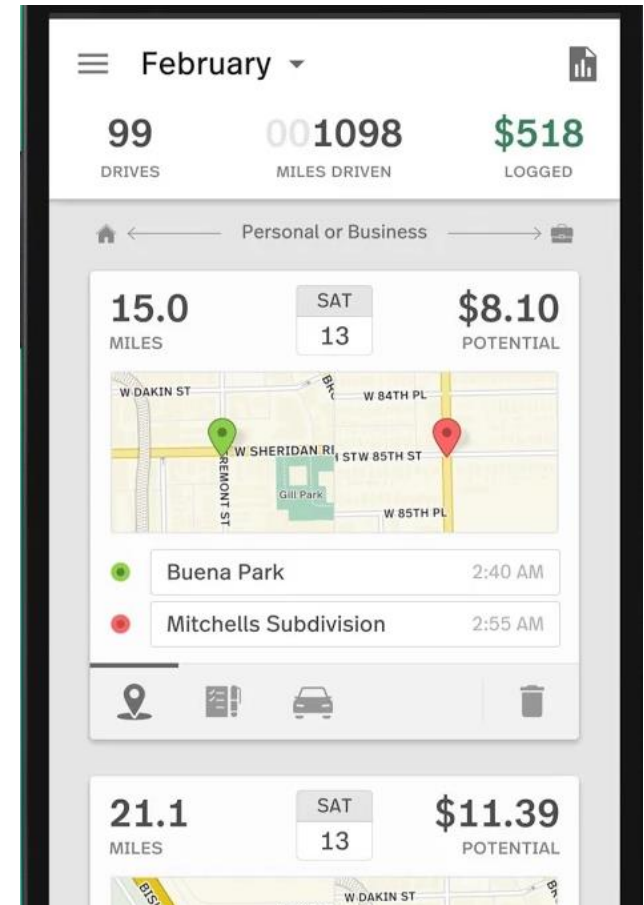 February
99 001098 $518
DRIVES MILES DRIVEN LOGGED
Personal or Business
15.0 SAT $8.10
MILES 13 POTENTIAL
W DAKIN ST W 84TH PL
W SHERIDAN ST W 85TH ST
REMONT ST
Gill Park
W 85TH PL
Buena Park 2:40 AM
Mitchells Subdivision 2:55 AM
21.1 SAT $11.39
MILES 13 POTENTIAL
W DAKIN ST